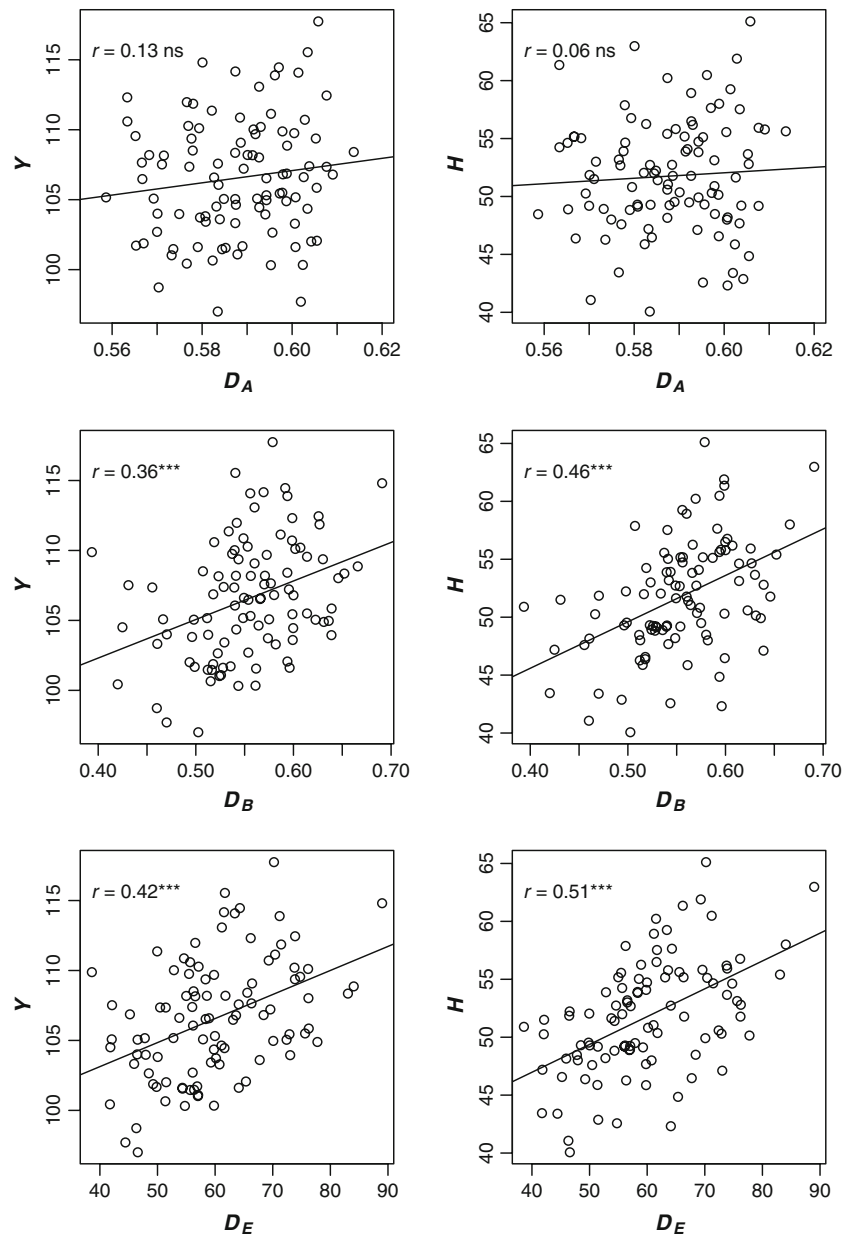 r = 0.13 ns
Y
100 105 110 115
0.56 0.58 0.60 0.62
D_A
r = 0.06 ns
H
40 45 50 55 60 65
0.56 0.58 0.60 0.62
D_A
r = 0.36***
Y
100 105 110 115
0.40 0.50 0.60 0.70
D_B
r = 0.46***
H
40 45 50 55 60 65
0.40 0.50 0.60 0.70
D_B
r = 0.42***
Y
100 105 110 115
40 50 60 70 80 90
D_E
r = 0.51***
H
40 45 50 55 60 65
40 50 60 70 80 90
D_E